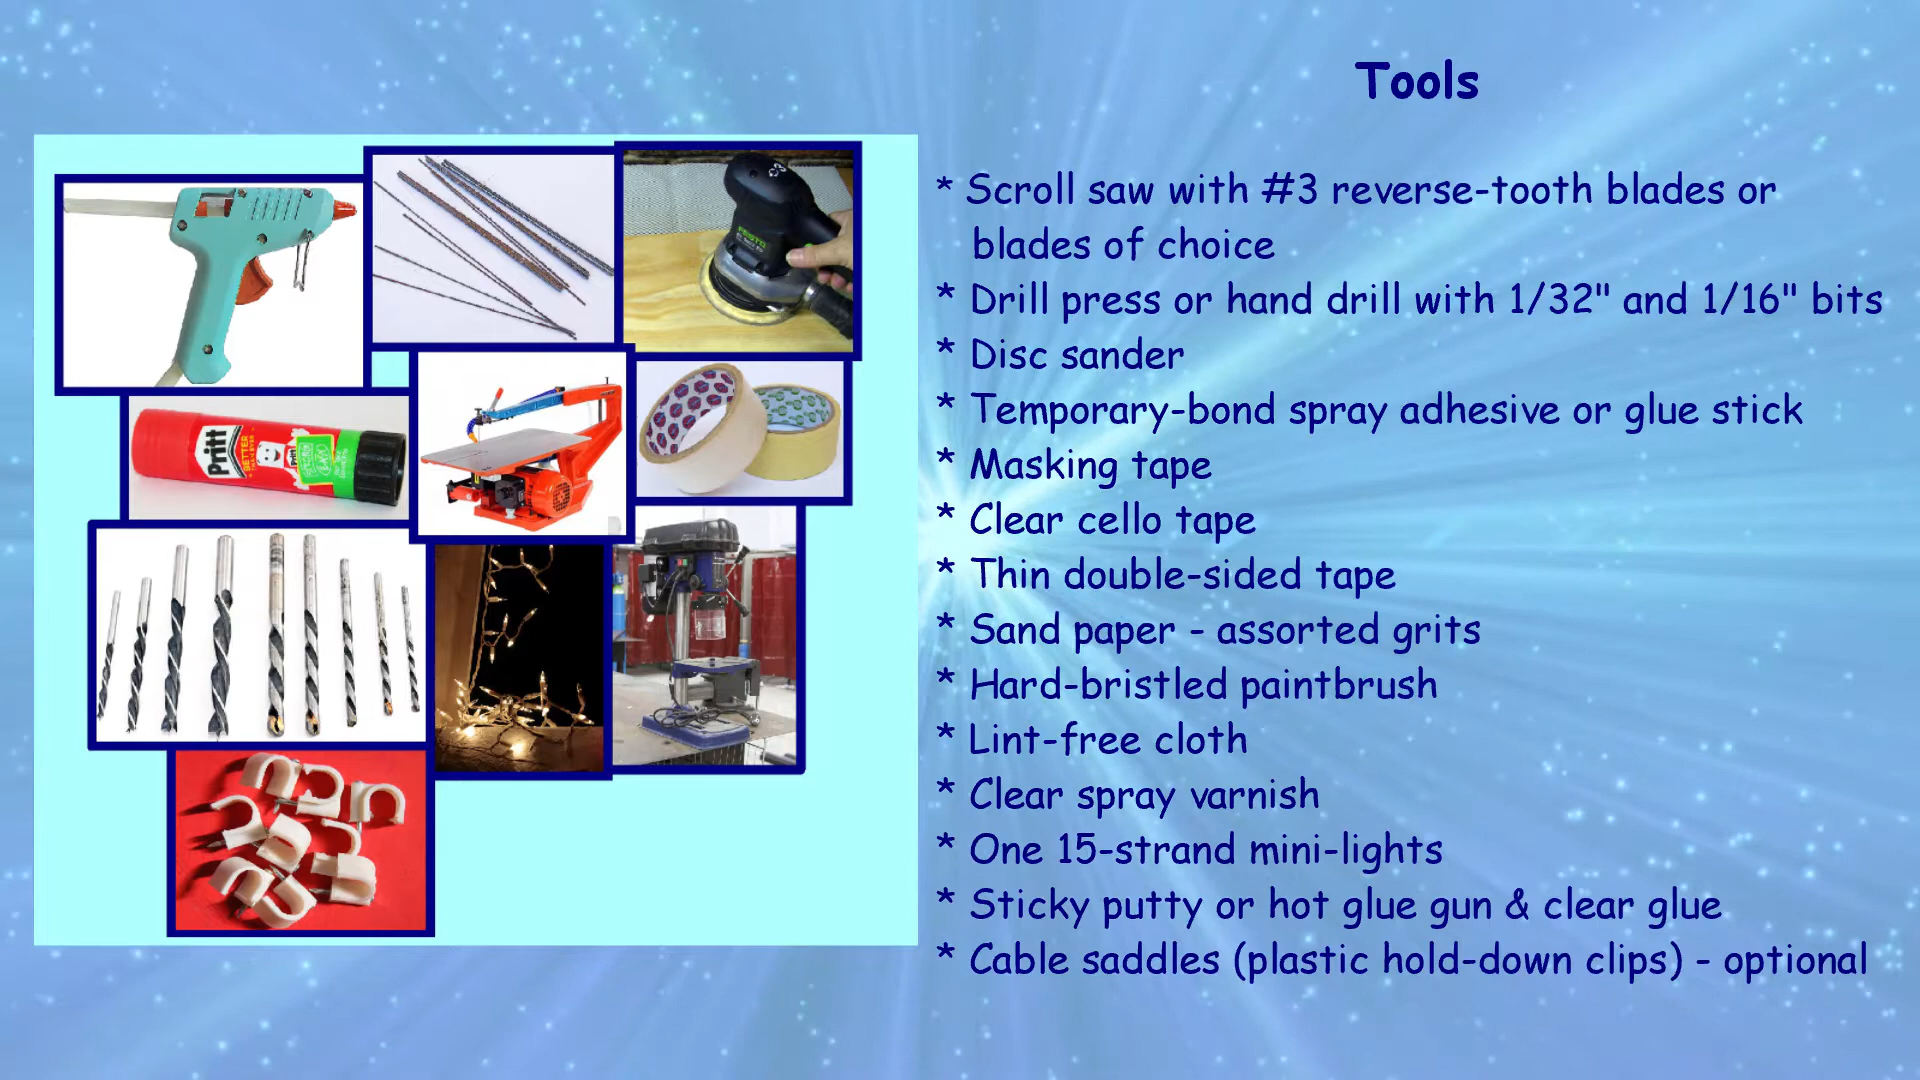 Tools
* Scroll saw with #3 reverse-tooth blades or
blades of choice
* Drill press or hand drill with 1/32" and 1/16" bits
* Disc sander
* Temporary-bond spray adhesive or glue stick
* Masking tape
* Clear cello tape
* Thin double-sided tape
* Sand paper - assorted grits
* Hard-bristled paintbrush
* Lint-free cloth
* Clear spray varnish
* One 15-strand mini-lights
* Sticky putty or hot glue gun & clear glue
* Cable saddles (plastic hold-down clips) - optional
Pritt
BETTER
Pritt